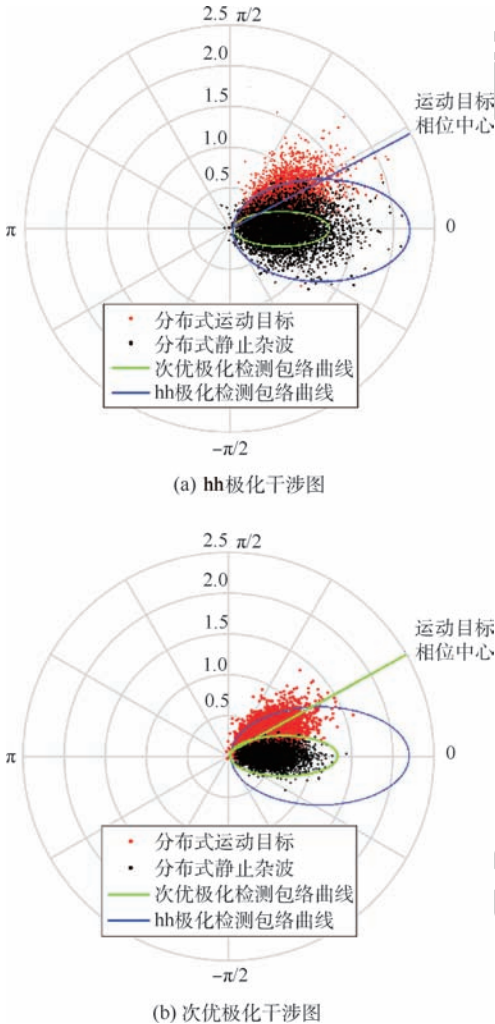 2.5 π/2
2.0
1.5
1.0
0.5
运动目标
相位中心
π
0
分布式运动目标
分布式静止杂波
次优极化检测包络曲线
hh极化检测包络曲线
−π/2
(a) hh极化干涉图
2.5 π/2
2.0
1.5
1.0
0.5
运动目标
相位中心
π
0
分布式运动目标
分布式静止杂波
次优极化检测包络曲线
hh极化检测包络曲线
−π/2
(b) 次优极化干涉图